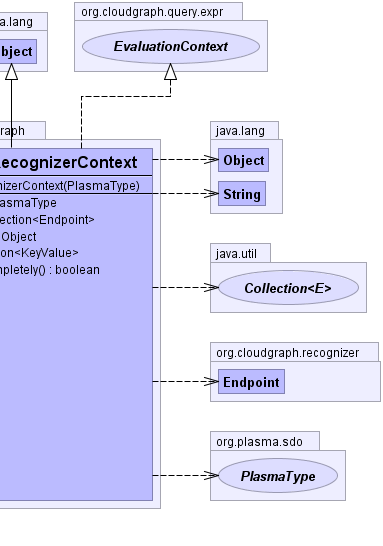 a.lang
bject
org.cloudgraph.query.expr
EvaluationContext
raph
RecognizerContext
nizerContext(PlasmaType)
lasmaType
ection<Endpoint>
Object
on<KeyValue>
mpletely() : boolean
java.lang
Object
String
java.util
Collection<E>
org.cloudgraph.recognizer
Endpoint
org.plasma.sdo
PlasmaType